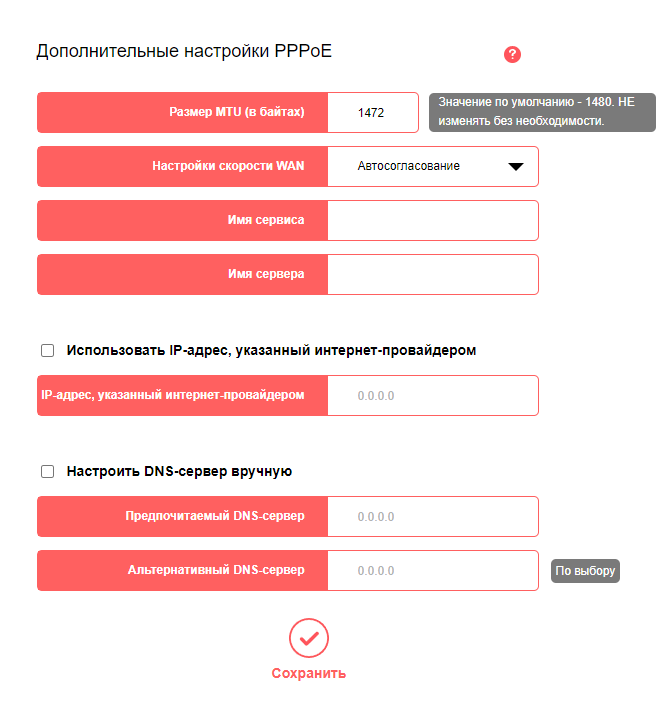 Дополнительные настройки PPPoE
?
Размер MTU (в байтах)
1472
Значение по умолчанию - 1480. НЕ
изменять без необходимости.
Настройки скорости WAN
Автосогласование
Имя сервиса
Имя сервера
Использовать IP-адрес, указанный интернет-провайдером
IP-адрес, указанный интернет-провайдером
0.0.0.0
Настроить DNS-сервер вручную
Предпочитаемый DNS-сервер
0.0.0.0
Альтернативный DNS-сервер
0.0.0.0
По выбору
Сохранить